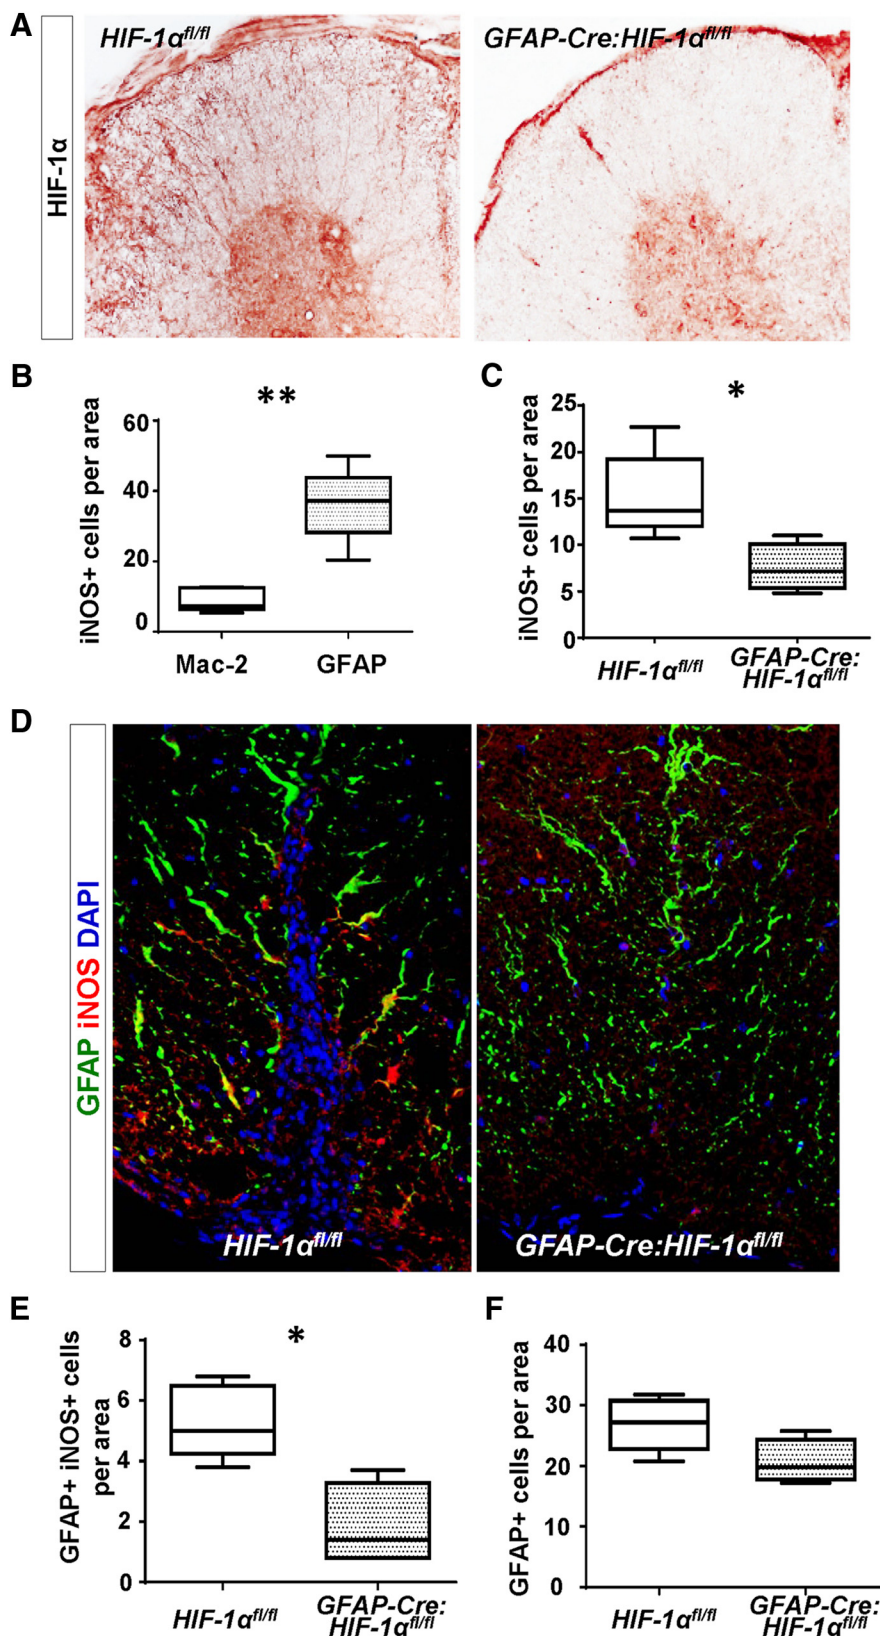 A
HIF-1α
HIF-1αfl/fl
GFAP-Cre:HIF-1αfl/fl
B
**
iNOS+ cells per area
60
40
20
0
Mac-2
GFAP
C
*
iNOS+ cells per area
25
20
15
10
5
0
HIF-1αfl/fl
GFAP-Cre:
HIF-1αfl/fl
D
GFAP iNOS DAPI
HIF-1αfl/fl
GFAP-Cre:HIF-1αfl/fl
E
*
GFAP+ iNOS+ cells
per area
8
6
4
2
0
HIF-1αfl/fl
GFAP-Cre:
HIF-1αfl/fl
F
GFAP+ cells per area
40
30
20
10
0
HIF-1αfl/fl
GFAP-Cre:
HIF-1αfl/fl